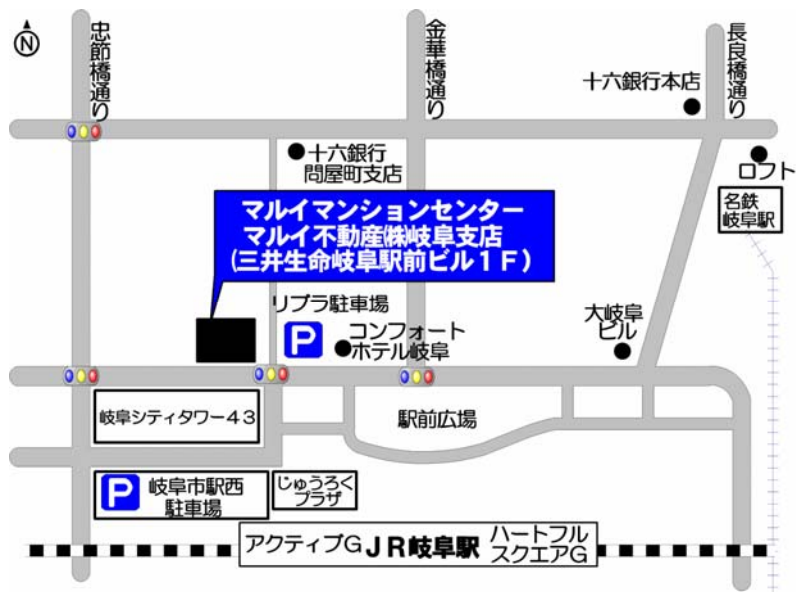 N
忠節橋通り
金華橋通り
長良橋通り
十六銀行本店
十六銀行
問屋町支店
ロフト
名鉄
岐阜駅
マルイマンションセンター
マルイ不動産㈱岐阜支店
(三井生命岐阜駅前ビル1F)
リブラ駐車場
P
コンフォート
ホテル岐阜
大岐阜
ビル
岐阜シティタワー43
駅前広場
P
岐阜市駅西
駐車場
じゅうろく
プラザ
アクティブG
JR岐阜駅
ハートフル
スクエアG